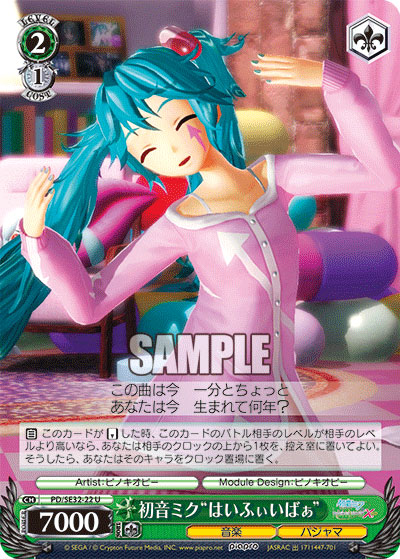 LEVEL
2
1
COST
SAMPLE
この曲は今 一分とちょっと
あなたは今 生まれて何年?
【自】このカードが【リバース】した時、このカードのバトル相手のレベルが相手のレ
ベルより高いなら、あなたは相手のクロックの上から1枚を、控え室に置いてよい。
そうしたら、あなたはそのキャラをクロック置場に置く。
Artist:ピノキオピー
Module Design:ピノキオピー
CH
PD/SE32-22 U
7000
初音ミク“はいふぃいばぁ”
音楽
パジャマ
© SEGA / © Crypton Future Media, INC. www.piapro.net piapro JASRAC 出 1711447-701